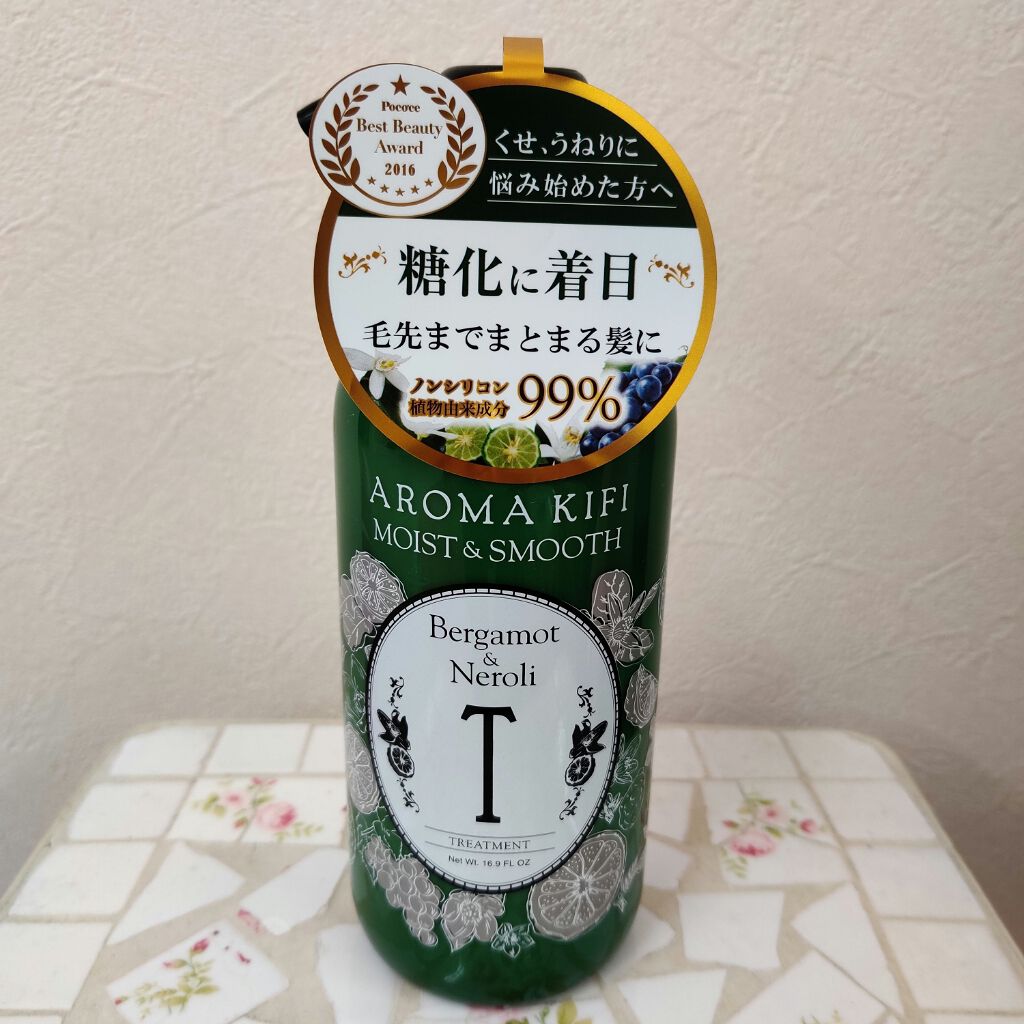 Pococe
Best Beauty
Award
2016
くせ、うねりに
悩み始めた方へ
糖化に着目
毛先までまとまる髪に
ノンシリコン
植物由来成分 99%
AROMA KIFI
MOIST & SMOOTH
Bergamot
&
Neroli
T
TREATMENT
Net Wt. 16.9 FL OZ